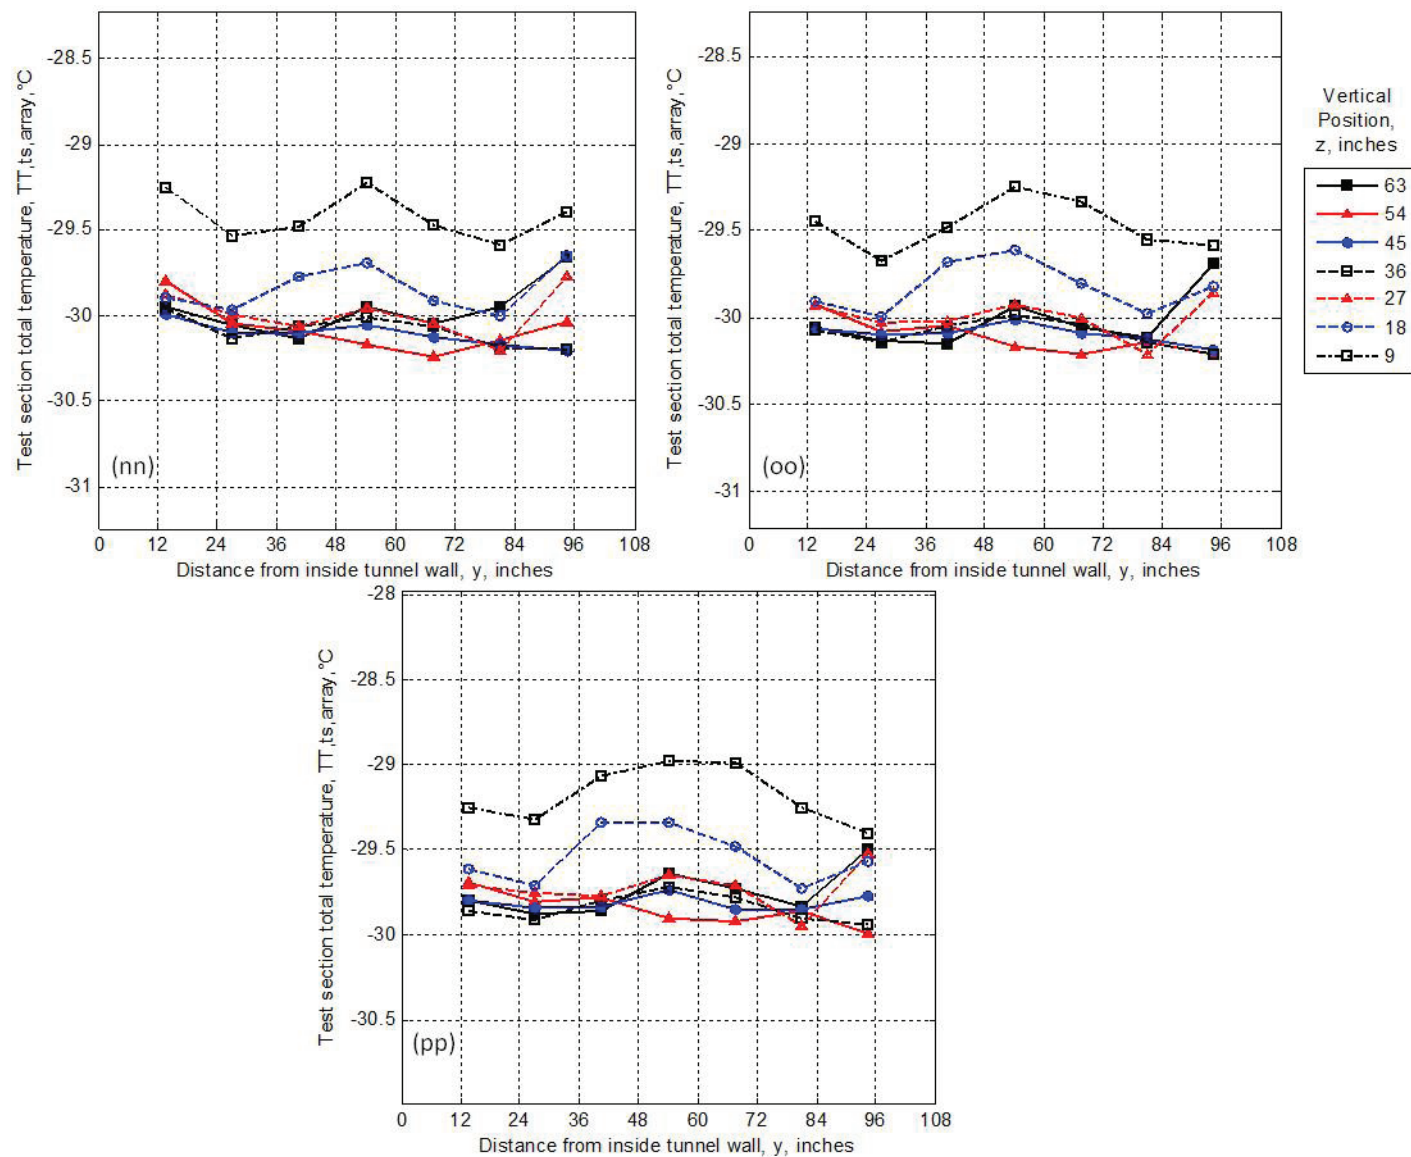 Test section total temperature, TT,ts,array,°C
-28.5
-29
-29.5
-30
-30.5
-31
(nn)
0 12 24 36 48 60 72 84 96 108
Distance from inside tunnel wall, y, inches
Test section total temperature, TT,ts,array,°C
-28.5
-29
-29.5
-30
-30.5
-31
(oo)
0 12 24 36 48 60 72 84 96 108
Distance from inside tunnel wall, y, inches
Vertical
Position,
z, inches
63
54
45
36
27
18
9
Test section total temperature, TT,ts,array,°C
-28
-28.5
-29
-29.5
-30
-30.5
(pp)
0 12 24 36 48 60 72 84 96 108
Distance from inside tunnel wall, y, inches